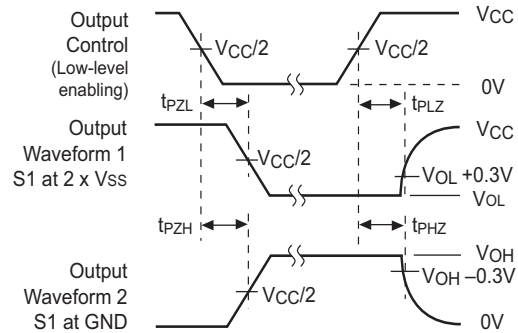 Output
Control
(Low-level
enabling)
VCC/2
VCC/2
VCC
0V
tPZL
tPLZ
Output
Waveform 1
S1 at 2 x VSS
VCC/2
VCC
VOL +0.3V
VOL
tPZH
tPHZ
Output
Waveform 2
S1 at GND
VCC/2
VOH
VOH –0.3V
0V